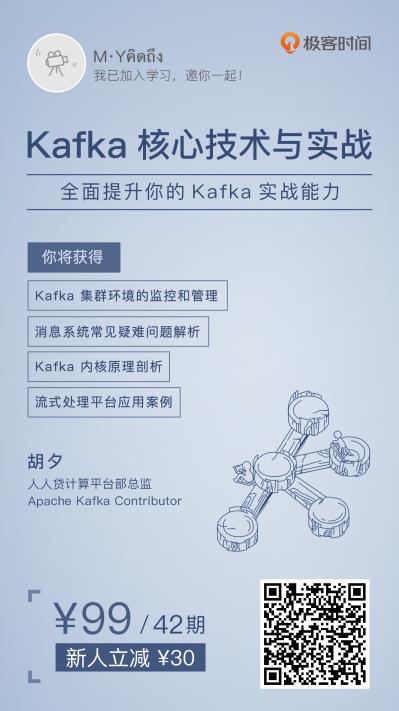 M·Yคิดถึง
我已加入学习，邀你一起！
极客时间
Kafka 核心技术与实战
全面提升你的 Kafka 实战能力
你将获得
Kafka 集群环境的监控和管理
消息系统常见疑难问题解析
Kafka 内核原理剖析
流式处理平台应用案例
胡夕
人人贷计算平台部总监
Apache Kafka Contributor
¥99 / 42期
新人立减 ¥30